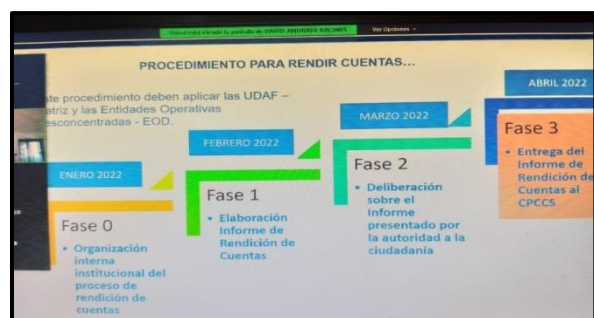 Usted está viendo la pantalla de DAVID ANDRADE RACINES
Ver Opciones
PROCEDIMIENTO PARA RENDIR CUENTAS...
ste procedimiento deben aplicar las UDAF –
atriz y las Entidades Operativas
esconcentradas - EOD.
ENERO 2022
Fase 0
• Organización
interna
institucional del
proceso de
rendición de
cuentas
FEBRERO 2022
Fase 1
• Elaboración
Informe de
Rendición de
Cuentas
MARZO 2022
Fase 2
• Deliberación
sobre el
Informe
presentado por
la autoridad a la
ciudadanía
ABRIL 2022
Fase 3
• Entrega del
Informe de
Rendición de
Cuentas al
CPCCS